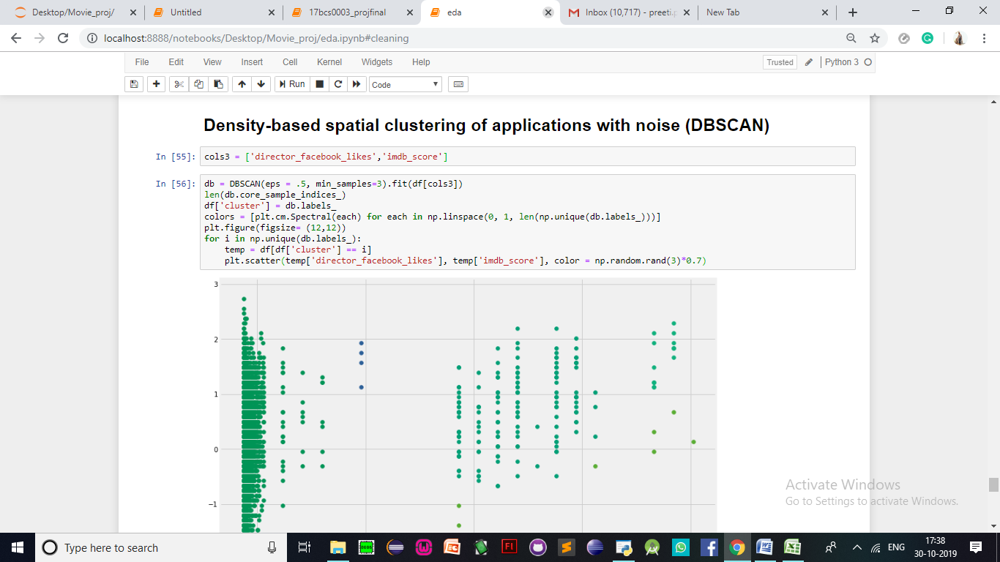 Desktop/Movie_proj/
Untitled
17bcs0003_projfinal
eda
Inbox (10,717) - preeti.p
New Tab
localhost:8888/notebooks/Desktop/Movie_proj/eda.ipynb#cleaning
File Edit View Insert Cell Kernel Widgets Help
Trusted
Python 3
Run
Code
Density-based spatial clustering of applications with noise (DBSCAN)
In [55]: cols3 = ['director_facebook_likes','imdb_score']
In [56]: db = DBSCAN(eps = .5, min_samples=3).fit(df[cols3])
len(db.core_sample_indices_)
df['cluster'] = db.labels_
colors = [plt.cm.Spectral(each) for each in np.linspace(0, 1, len(np.unique(db.labels_)))]
plt.figure(figsize= (12,12))
for i in np.unique(db.labels_):
    temp = df[df['cluster'] == i]
    plt.scatter(temp['director_facebook_likes'], temp['imdb_score'], color = np.random.rand(3)*0.7)
3
2
1
0
−1
Activate Windows
Go to Settings to activate Windows.
Type here to search
8085
Fl
ENG
17:38
30-10-2019